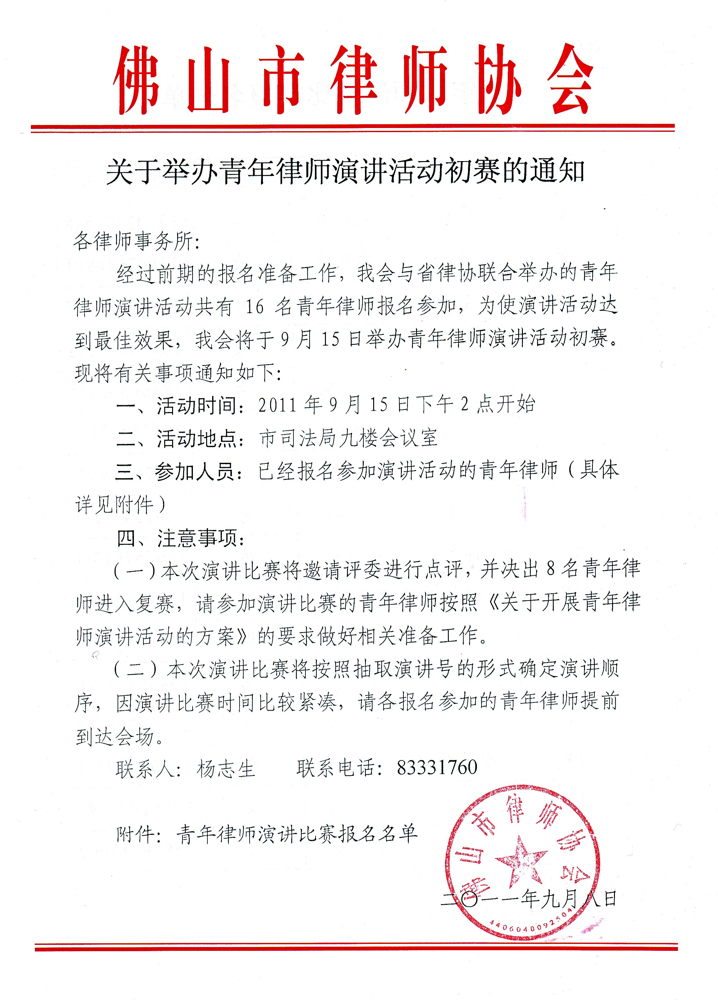 佛山市律师协会
关于举办青年律师演讲活动初赛的通知
各律师事务所：
经过前期的报名准备工作，我会与省律协联合举办的青年
律师演讲活动共有 16 名青年律师报名参加，为使演讲活动达
到最佳效果，我会将于 9 月 15 日举办青年律师演讲活动初赛。
现将有关事项通知如下：
一、活动时间：2011 年 9 月 15 日下午 2 点开始
二、活动地点：市司法局九楼会议室
三、参加人员：已经报名参加演讲活动的青年律师（具体
详见附件）
四、注意事项：
（一）本次演讲比赛将邀请评委进行点评，并决出 8 名青年律
师进入复赛，请参加演讲比赛的青年律师按照《关于开展青年律
师演讲活动的方案》的要求做好相关准备工作。
（二）本次演讲比赛将按照抽取演讲号的形式确定演讲顺
序，因演讲比赛时间比较紧凑，请各报名参加的青年律师提前
到达会场。
联系人：杨志生 联系电话：83331760
附件：青年律师演讲比赛报名名单
佛山市律师协会
二〇一一年九月八日
4406040092504